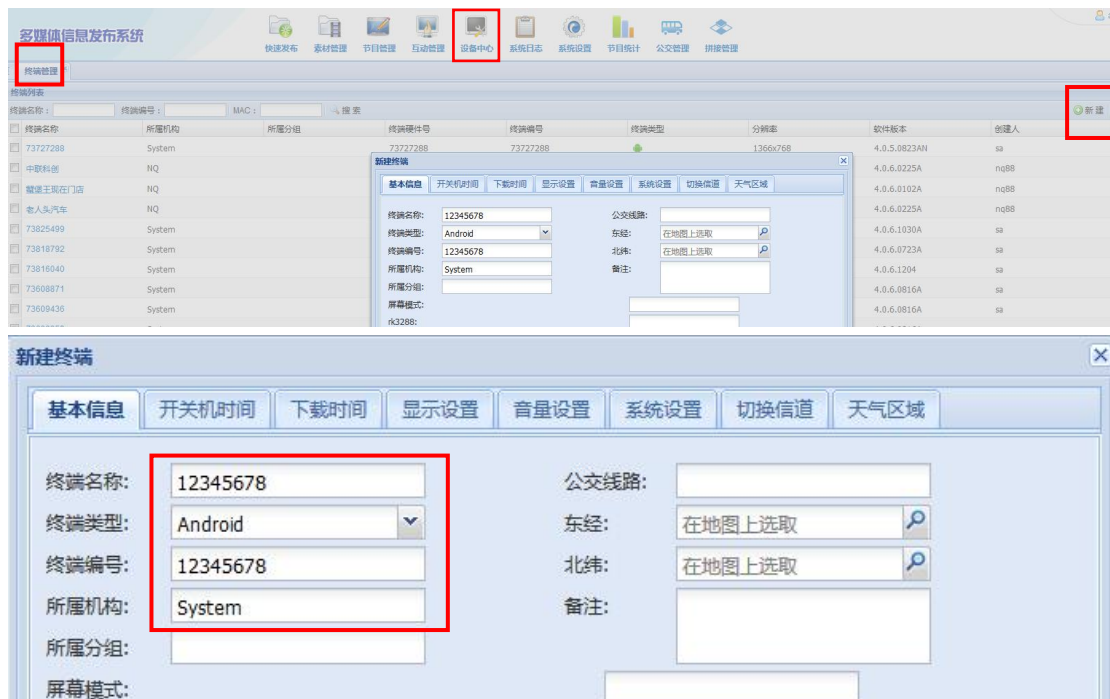 多媒体信息发布系统
快速发布 素材管理 节目管理 互动管理 设备中心 系统日志 系统设置 节目统计 公交管理 拼接管理
终端管理
终端列表
终端名称: 终端编号: MAC: 搜索 新建
终端名称 所属机构 所属分组 终端硬件号 终端编号 终端类型 分辨率 软件版本 创建人
73727288 System 73727288 73727288 1366x768 4.0.5.0823AN sa
中联科创 NQ 4.0.6.0225A nq88
NQ 4.0.6.0102A nq88
老人头汽车 NQ 4.0.6.0225A nq88
73825499 System 4.0.6.1030A sa
73818792 System 4.0.6.0723A sa
73816040 System 4.0.6.1204 sa
73608871 System 4.0.6.0816A sa
73609436 System 4.0.6.0816A sa
新建终端
基本信息 开关机时间 下载时间 显示设置 音量设置 系统设置 切换信道 天气区域
终端名称: 12345678 公交线路:
终端类型: Android 东经: 在地图上选取
终端编号: 12345678 北纬: 在地图上选取
所属机构: System 备注:
所属分组:
屏幕模式:
rk3288:
新建终端
基本信息 开关机时间 下载时间 显示设置 音量设置 系统设置 切换信道 天气区域
终端名称: 12345678 公交线路:
终端类型: Android 东经: 在地图上选取
终端编号: 12345678 北纬: 在地图上选取
所属机构: System 备注:
所属分组:
屏幕模式: